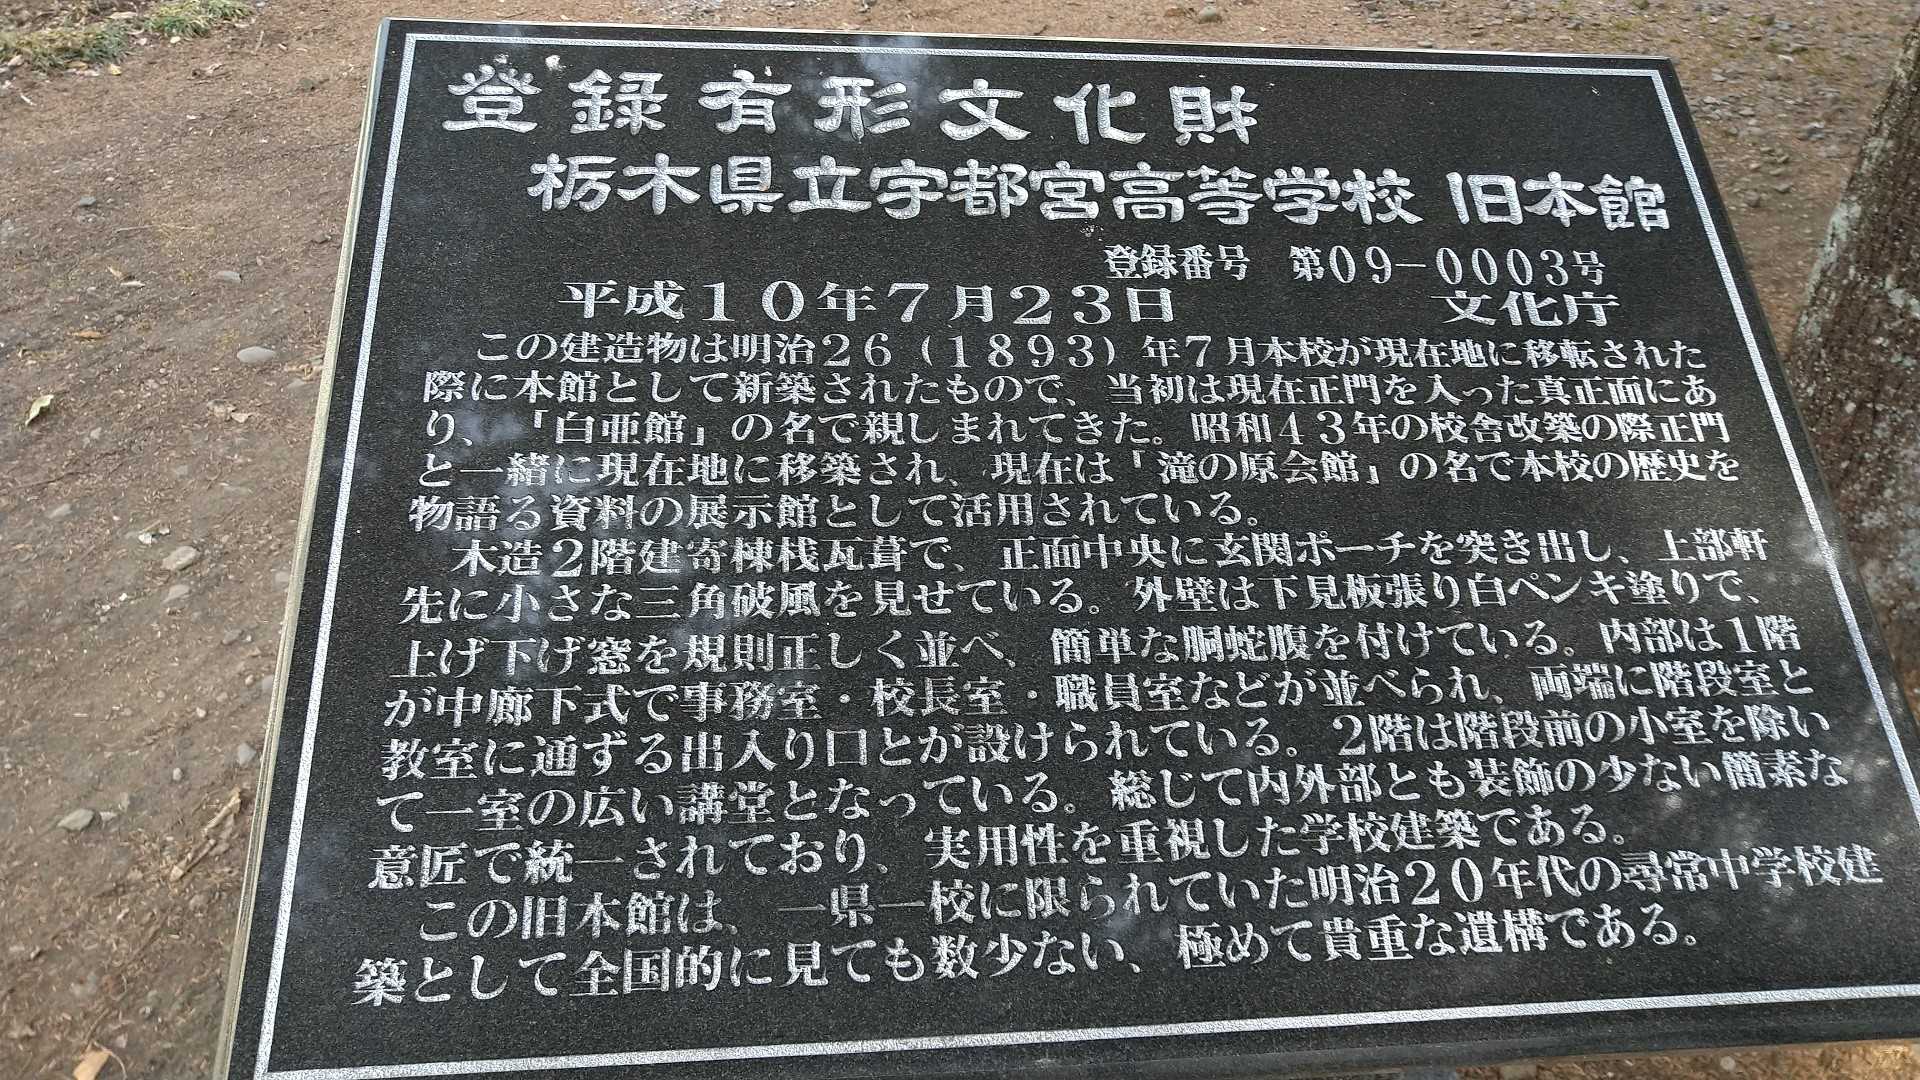 登録有形文化財
栃木県立宇都宮高等学校 旧本館
登録番号 第09-0003号
平成10年7月23日 文化庁
この建造物は明治26(1893)年7月本校が現在地に移転された
際に本館として新築されたもので、当初は現在正門を入った真正面にあ
り、「白亜館」の名で親しまれてきた。昭和43年の校舎改築の際正門
と一緒に現在地に移築され、現在は「滝の原会館」の名で本校の歴史を
物語る資料の展示館として活用されている。
木造2階建寄棟桟瓦葺で、正面中央に玄関ポーチを突き出し、上部軒
先に小さな三角破風を見せている。外壁は下見板張り白ペンキ塗りで、
上げ下げ窓を規則正しく並べ、簡単な胴蛇腹を付けている。内部は1階
が中廊下式で事務室・校長室・職員室などが並べられ、両端に階段室と
教室に通ずる出入り口とが設けられている。2階は階段前の小室を除い
て一室の広い講堂となっている。総じて内外部とも装飾の少ない簡素な
意匠で統一されており、実用性を重視した学校建築である。
この旧本館は、一県一校に限られていた明治20年代の尋常中学校建
築として全国的に見ても数少ない、極めて貴重な遺構である。